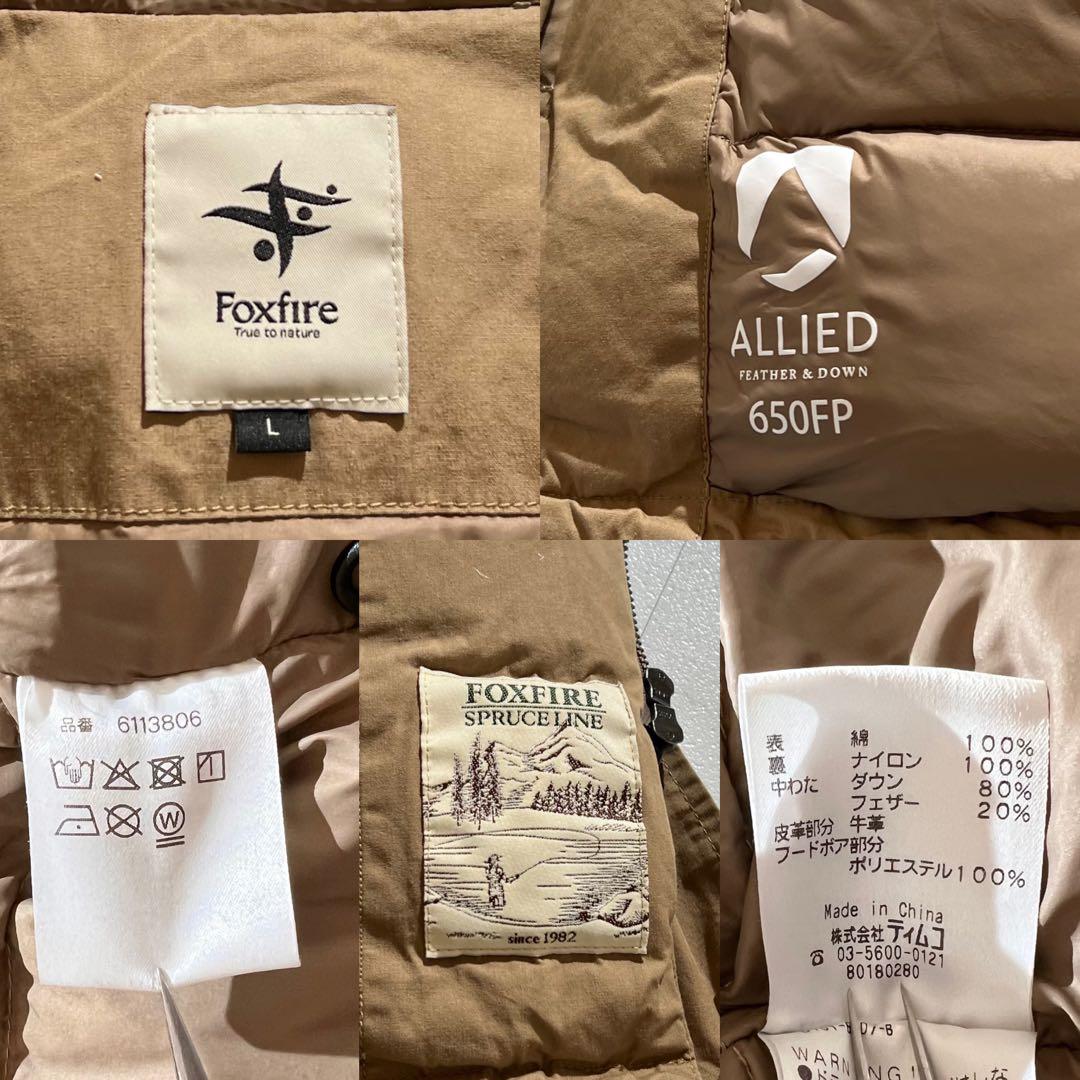 Foxfire
True to nature
L
ALLIED
FEATHER & DOWN
650FP
品番 6113806
W
FOXFIRE
SPRUCE LINE
since 1982
表 綿 100%
裏 ナイロン 100%
中わた ダウン 80%
フェザー 20%
皮革部分 牛革
フードボア部分
ポリエステル100%
Made in China
株式会社ティムコ
☎ 03-5600-0121
80180280
WARNING